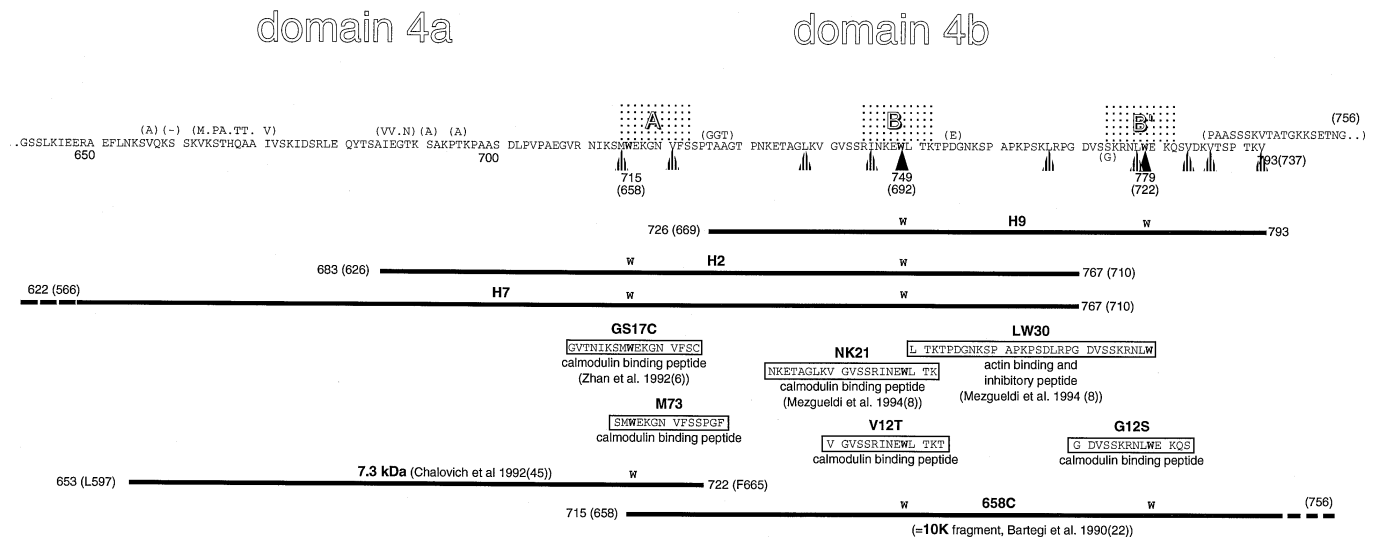 domain 4a domain 4b
A B B'
(A) (-) (M.PA.TT. V) (VV.N) (A) (A) (GGT) (E) (PAASSSKVTATGKKSETNG..) (756)
..GSSLKIEERA EFLNKSVQKS SKVKSTHQAA IVSKIDSRLE QYTSAIEGTK SAKPTKPAAS DLPVPAEGVR NIKSMWEKGN VFSSPTAAGT PNKETAGLKV GVSSRINEWL TKTPDGNKSP APKPSKLRPG DVSSKRNLWE KQSVDKVTSP TKV
650 700 (G) 793(737)
715 749 779
(658) (692) (722)
W W
726 (669) H9 793
W W
683 (626) H2 767 (710)
622 (566) H7 W W 767 (710)
GS17C
GVTNIKSMWEKGN VFSC
calmodulin binding peptide
(Zhan et al. 1992(6))
NK21
NKETAGLKV GVSSRINEWL TK
calmodulin binding peptide
(Mezgueldi et al. 1994(8))
LW30
L TKTPDGNKSP APKPSDLRPG DVSSKRNLW
actin binding and
inhibitory peptide
(Mezgueldi et al. 1994 (8))
M73
SMWEKGN VFSSPGF
calmodulin binding peptide
V12T
V GVSSRINEWL TKT
calmodulin binding peptide
G12S
G DVSSKRNLWE KQS
calmodulin binding peptide
7.3 kDa (Chalovich et al 1992(45)) W
653 (L597) 722 (F665)
W 658C W (756)
715 (658)
(=10K fragment, Bartegi et al. 1990(22))